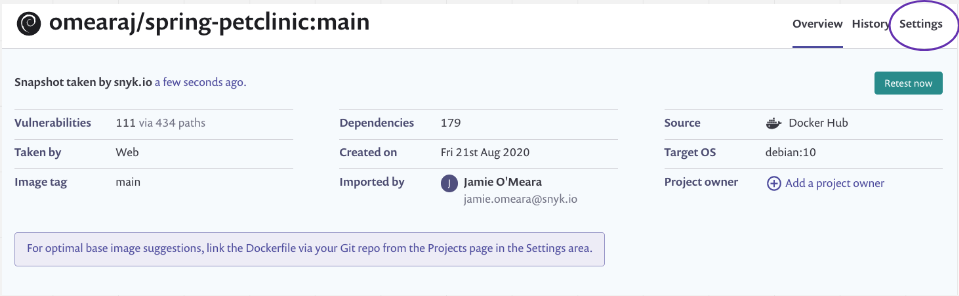 omearaj/spring-petclinic:main
Overview History Settings
Snapshot taken by snyk.io a few seconds ago.
Retest now
Vulnerabilities 111 via 434 paths
Dependencies 179
Source Docker Hub
Taken by Web
Created on Fri 21st Aug 2020
Target OS debian:10
Image tag main
Imported by J Jamie O'Meara
jamie.omeara@snyk.io
Project owner Add a project owner
For optimal base image suggestions, link the Dockerfile via your Git repo from the Projects page in the Settings area.